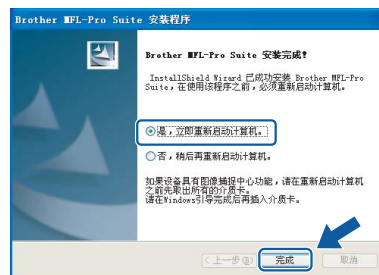 Brother MFL-Pro Suite 安装程序
Brother MFL-Pro Suite 安装完成!
InstallShield Wizard 已成功安装 Brother MFL-Pro
Suite,在使用该程序之前,必须重新启动计算机。
是,立即重新启动计算机。
否,稍后再重新启动计算机。
如果设备具有图像捕捉中心功能,请在重新启动计算机
之前先取出所有的介质卡。
请在Windows引导完成后再插入介质卡。
<上一步(B)
完成
取消